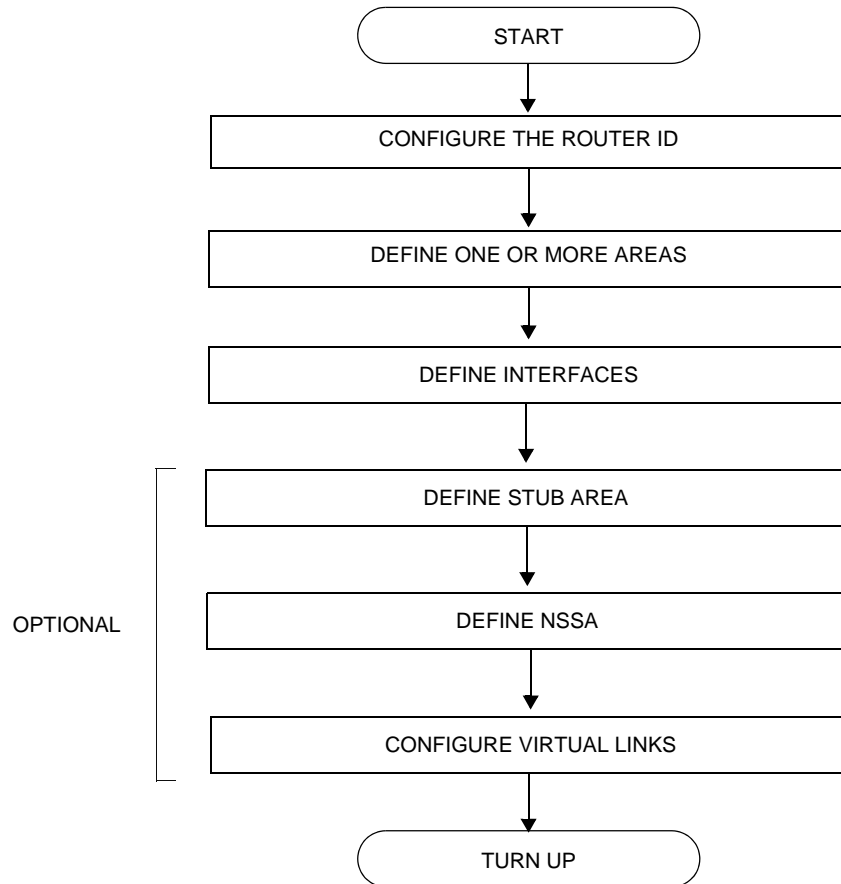 START
CONFIGURE THE ROUTER ID
DEFINE ONE OR MORE AREAS
DEFINE INTERFACES
DEFINE STUB AREA
OPTIONAL
DEFINE NSSA
CONFIGURE VIRTUAL LINKS
TURN UP